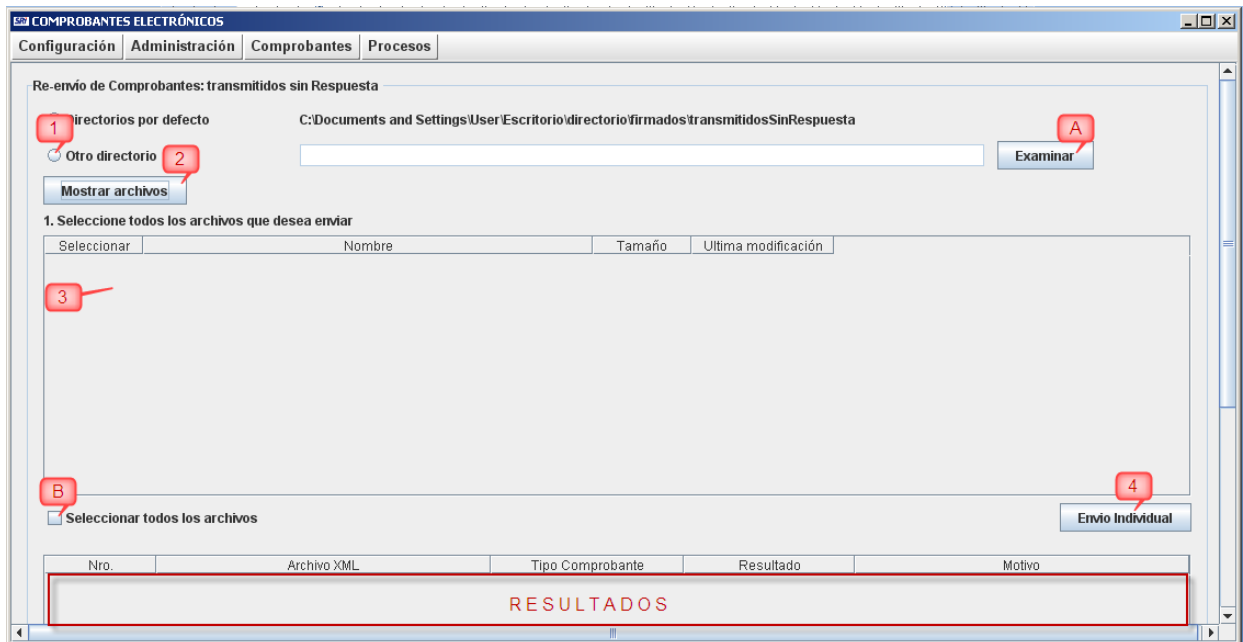 SRI COMPROBANTES ELECTRÓNICOS
Configuración Administración Comprobantes Procesos
Re-envío de Comprobantes: transmitidos sin Respuesta
1 Directorios por defecto C:\Documents and Settings\User\Escritorio\directorio\firmados\transmitidosSinRespuesta A
Otro directorio 2 Examinar
Mostrar archivos
1. Seleccione todos los archivos que desea enviar
Seleccionar Nombre Tamaño Ultima modificación
3
B 4
Seleccionar todos los archivos Envio Individual
Nro. Archivo XML Tipo Comprobante Resultado Motivo
RESULTADOS